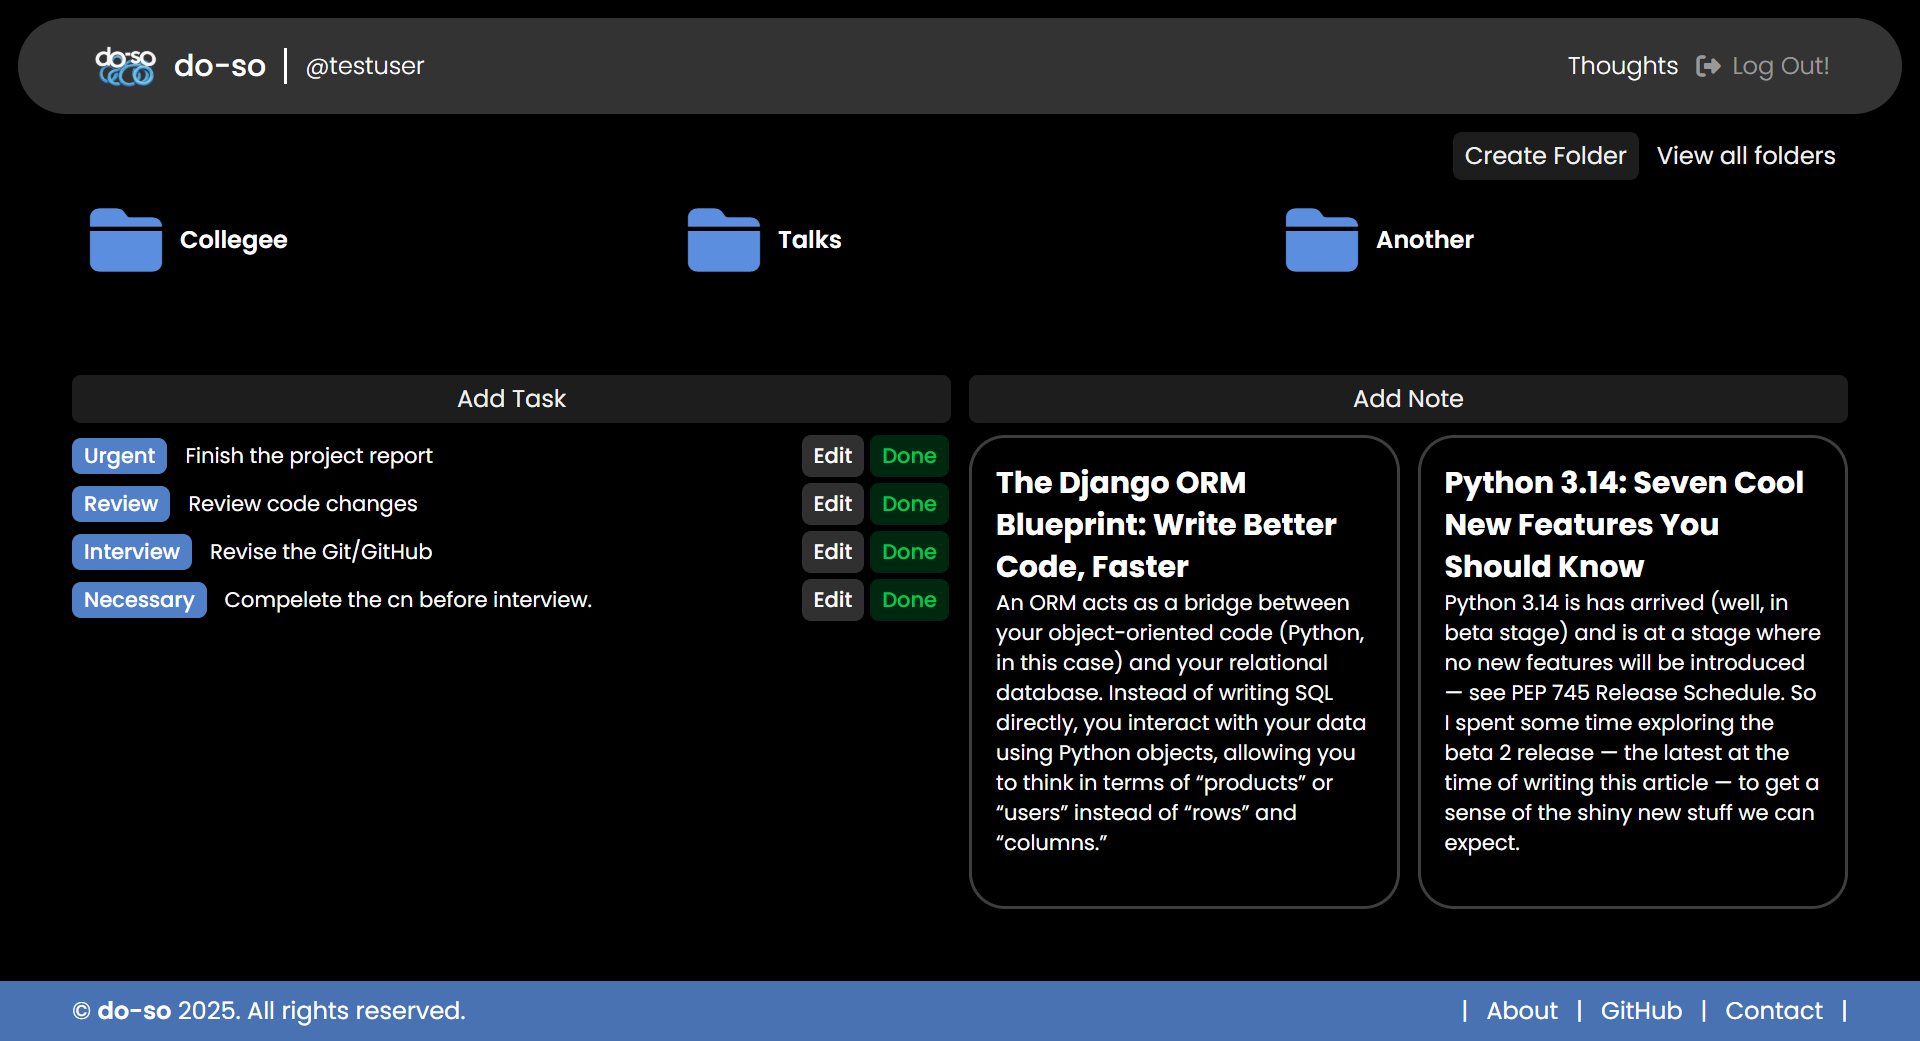 do-so do-so | @testuser Thoughts Log Out!
Create Folder View all folders
Collegee Talks Another
Add Task
Urgent Finish the project report Edit Done
Review Review code changes Edit Done
Interview Revise the Git/GitHub Edit Done
Necessary Compelete the cn before interview. Edit Done
Add Note
The Django ORM
Blueprint: Write Better
Code, Faster
An ORM acts as a bridge between
your object-oriented code (Python,
in this case) and your relational
database. Instead of writing SQL
directly, you interact with your data
using Python objects, allowing you
to think in terms of “products” or
“users” instead of “rows” and
“columns.”
Python 3.14: Seven Cool
New Features You
Should Know
Python 3.14 is has arrived (well, in
beta stage) and is at a stage where
no new features will be introduced
— see PEP 745 Release Schedule. So
I spent some time exploring the
beta 2 release — the latest at the
time of writing this article — to get a
sense of the shiny new stuff we can
expect.
© do-so 2025. All rights reserved. | About | GitHub | Contact |